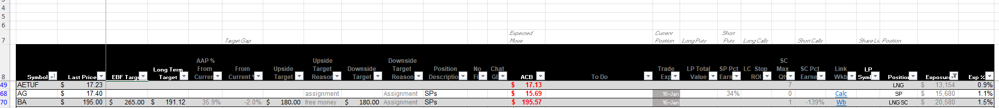 4
5
6
7 Target Gap Expected Move Current Position Long Puts Short Puts Long Calls Short Calls Position
8 Symbol Last Price EBF Targe Long Term Target AAP % From Curren From Current % Upside Target Upside Target Reason Downside Target Downside Target Reason Position Descriptio No Fi Chat GE ACB To Do Trade Exp LP Total Value SP Pct Earn LC Stop ROI SC Max Qty SC Pct Earne Link Wkb LP Symb Position Exposur Exp %
49 AETUF $ 17.23 $ 17.13 7 LNG $ 13,154 0.9%
68 AG $ 17.40 assignment Assignment SPs $ 15.69 16-Jan 34% 0 Calc SP $ 15,680 1.1%
70 BA $ 195.00 $ 265.00 $ 191.12 35.9% -2.0% $ 180.00 free money $ 180.00 Assignment SPs $ 195.57 16-Jan 1 -139% Wb LNG SC $ 20,580 1.5%